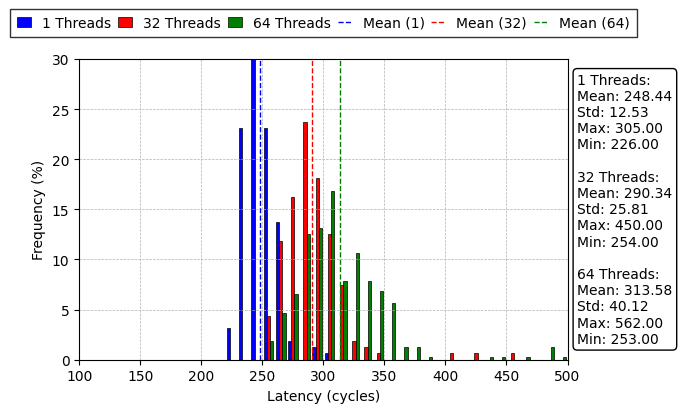 1 Threads 32 Threads 64 Threads Mean (1) Mean (32) Mean (64)
30
25
20
15
10
5
0
Frequency (%)
100 150 200 250 300 350 400 450 500
Latency (cycles)
1 Threads:
Mean: 248.44
Std: 12.53
Max: 305.00
Min: 226.00
32 Threads:
Mean: 290.34
Std: 25.81
Max: 450.00
Min: 254.00
64 Threads:
Mean: 313.58
Std: 40.12
Max: 562.00
Min: 253.00